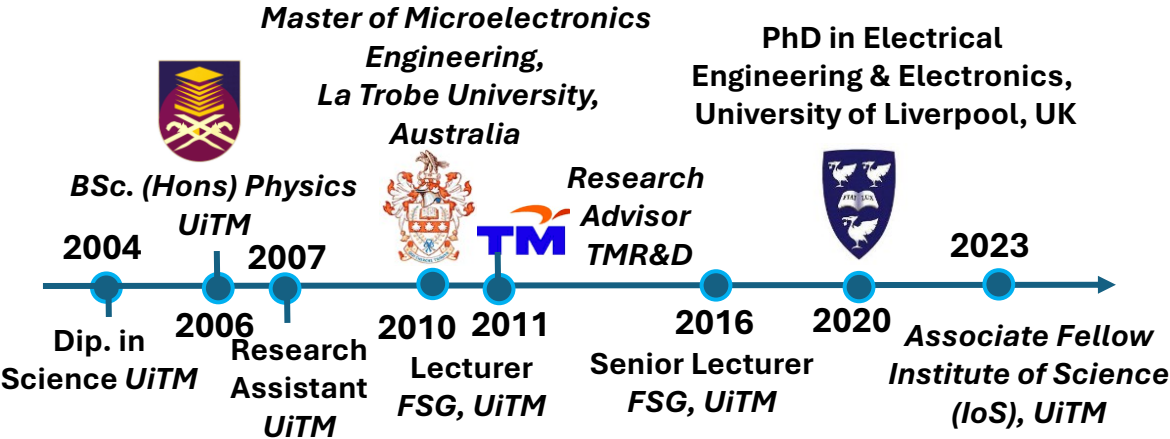 Master of Microelectronics
Engineering,
La Trobe University,
Australia
PhD in Electrical
Engineering & Electronics,
University of Liverpool, UK
BSc. (Hons) Physics
UiTM
TM
Research
Advisor
TMR&D
2004
2007
2023
2006
2010
2011
2016
2020
Dip. in
Science UiTM
Research
Assistant
UiTM
Lecturer
FSG, UiTM
Senior Lecturer
FSG, UiTM
Associate Fellow
Institute of Science
(IoS), UiTM